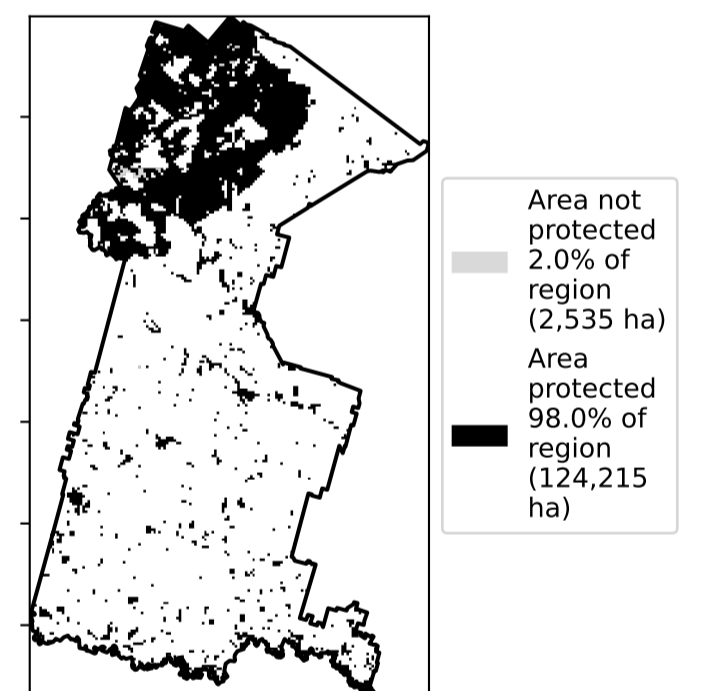 Area not
protected
2.0% of
region
(2,535 ha)
Area
protected
98.0% of
region
(124,215
ha)